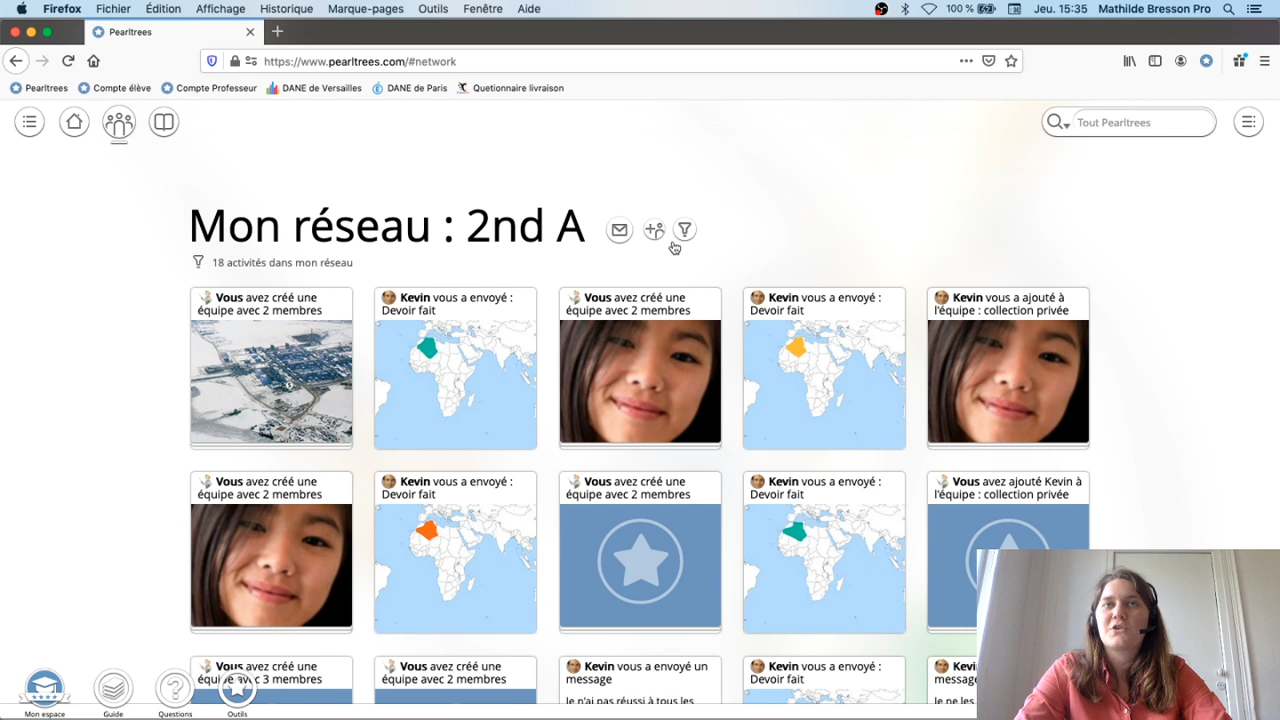 Firefox Fichier Édition Affichage Historique Marque-pages Outils Fenêtre Aide 100 % Jeu. 15:35 Mathilde Bresson Pro
Pearltrees
https://www.pearltrees.com/#network
Pearltrees Compte élève Compte Professeur DANE de Versailles DANE de Paris Quetionnaire livraison
Tout Pearltrees
Mon réseau : 2nd A
18 activités dans mon réseau
Vous avez créé une
équipe avec 2 membres
Kevin vous a envoyé :
Devoir fait
Vous avez créé une
équipe avec 2 membres
Kevin vous a envoyé :
Devoir fait
Kevin vous a ajouté à
l'équipe : collection privée
Vous avez créé une
équipe avec 2 membres
Kevin vous a envoyé :
Devoir fait
Vous avez créé une
équipe avec 2 membres
Kevin vous a envoyé :
Devoir fait
Vous avez ajouté Kevin à
l'équipe : collection privée
Vous avez créé une
équipe avec 3 membres
Vous avez créé une
équipe avec 2 membres
Kevin vous a envoyé un
message
Je n'ai pas réussi à tous les
Kevin vous a envoyé :
Devoir fait
message
Je ne les
Mon espace Guide Questions Outils